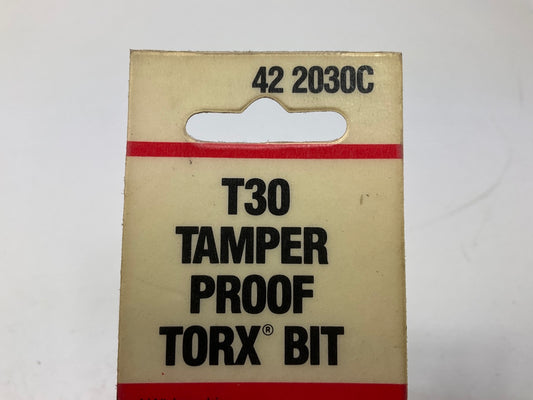 42 2030C
T30
TAMPER
PROOF
TORX® BIT